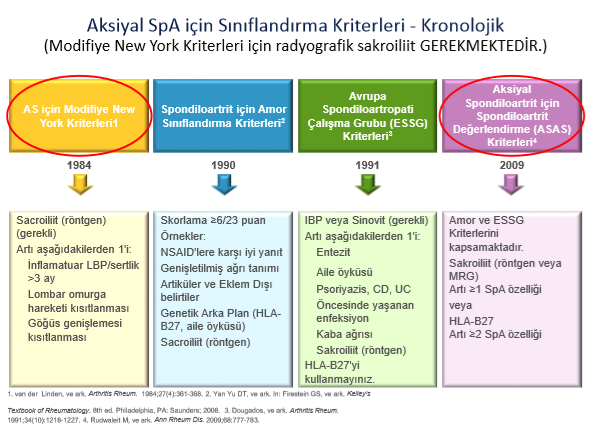 Aksiyal SpA için Sınıflandırma Kriterleri - Kronolojik
(Modifiye New York Kriterleri için radyografik sakroiliit GEREKMEKTEDİR.)
AS için Modifiye New
York Kriterleri1
1984
Sacroiliit (röntgen)
(gerekli)
Artı aşağıdakilerden 1'i:
İnflamatuar LBP/sertlik
>3 ay
Lombar omurga
hareketi kısıtlanması
Göğüs genişlemesi
kısıtlanması
Spondiloartrit için Amor
Sınıflandırma Kriterleri2
1990
Skorlama ≥6/23 puan
Örnekler:
NSAID'lere karşı iyi yanıt
Genişletilmiş ağrı tanımı
Artiküler ve Eklem Dışı
belirtiler
Genetik Arka Plan (HLA-
B27, aile öyküsü)
Sacroiliit (röntgen)
Avrupa
Spondiloartropati
Çalışma Grubu (ESSG)
Kriterleri3
1991
IBP veya Sinovit (gerekli)
Artı aşağıdakilerden 1'i:
Entezit
Aile öyküsü
Psoriyazis, CD, UC
Öncesinde yaşanan
enfeksiyon
Kaba ağrısı
Sakroiliit (röntgen)
HLA-B27'yi
kullanmayınız.
Aksiyal
Spondiloartrit için
Spondiloartrit
Değerlendirme (ASAS)
Kriterleri4
2009
Amor ve ESSG
Kriterlerini
kapsamaktadır.
Sakroiliit (röntgen veya
MRG)
Artı ≥1 SpA özelliği
veya
HLA-B27
Artı ≥2 SpA özelliği
1. van der Linden, ve ark. Arthritis Rheum. 1984;27(4):361-368. 2. Yan Yu DT, ve ark. In: Firestein GS, ve ark. Kelley's
Textbook of Rheumatology. 8th ed. Philadelphia, PA: Saunders; 2008. 3. Dougados, ve ark. Arthritis Rheum.
1991;34(10):1218-1227. 4. Rudwaleit M, ve ark. Ann Rheum Dis. 2009;68:777-783.